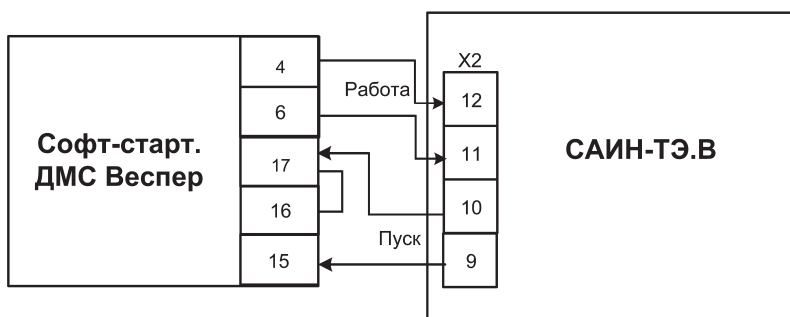 Софт-старт.
ДМС Веспер
4
6
17
16
15
Работа
Пуск
X2
12
11
10
9
САИН-ТЭ.В